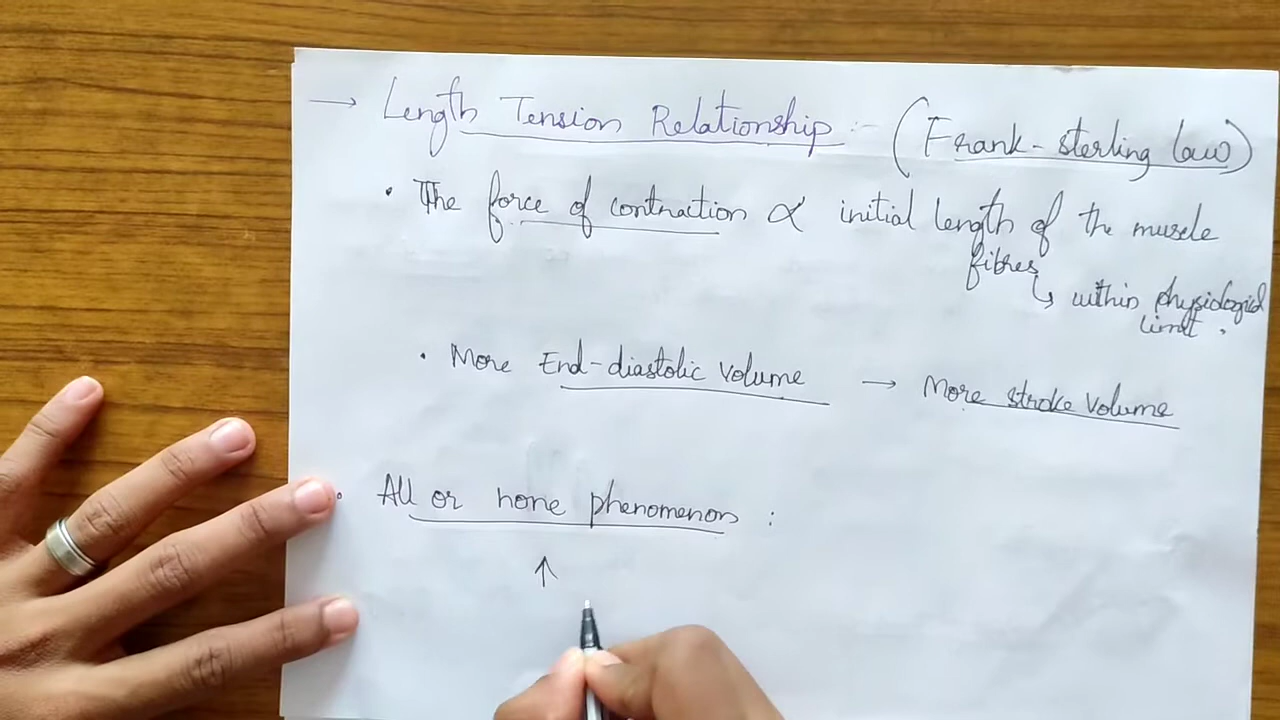 → Length Tension Relationship :- (Frank-sterling law)
• The force of contraction ∝ initial length of the muscle
fibres
↳ within physiological
limit.
• More End-diastolic volume → More stroke volume
• All or none phenomenon :
↑